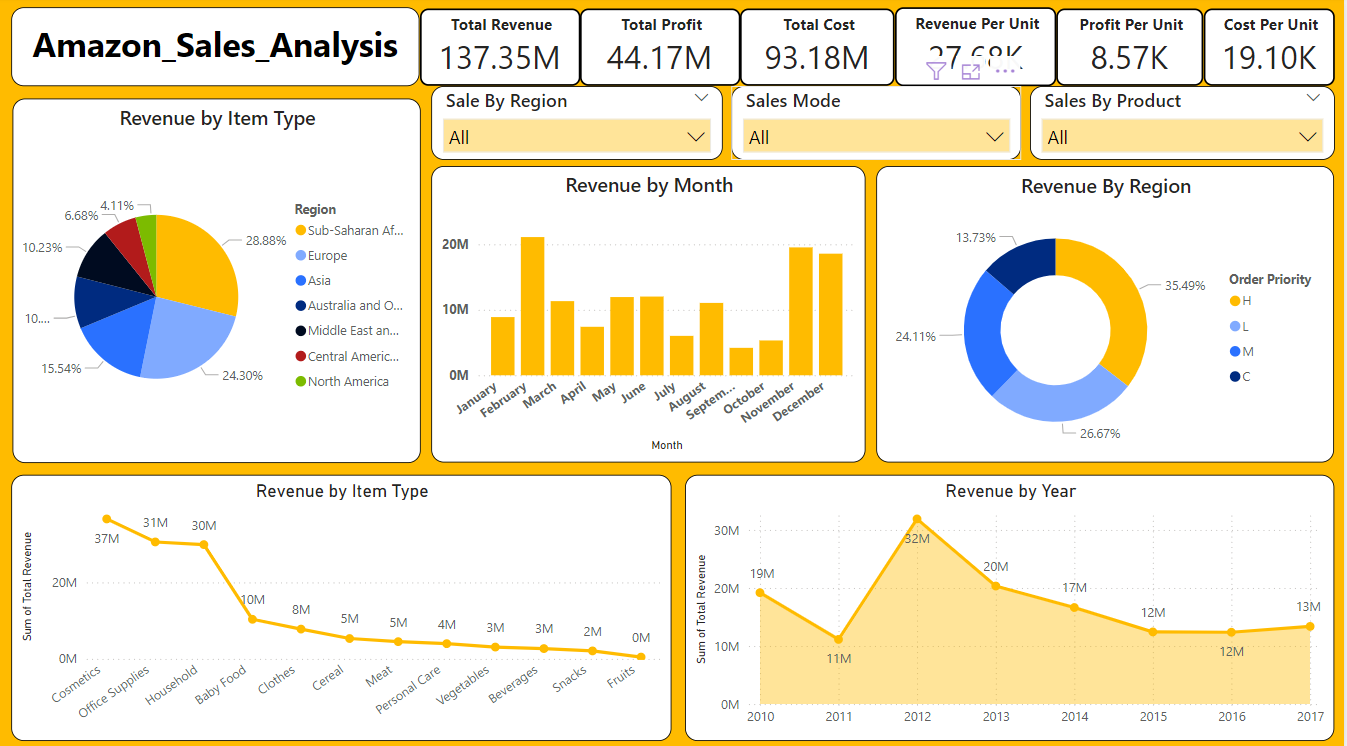 Amazon_Sales_Analysis
Total Revenue
137.35M
Total Profit
44.17M
Total Cost
93.18M
Revenue Per Unit
27.68K
Profit Per Unit
8.57K
Cost Per Unit
19.10K
Sale By Region
All
Sales Mode
All
Sales By Product
All
Revenue by Item Type
4.11%
6.68%
10.23%
10....
15.54%
28.88%
24.30%
Region
Sub-Saharan Af...
Europe
Asia
Australia and O...
Middle East an...
Central Americ...
North America
Revenue by Month
20M
10M
0M
January
February
March
April
May
June
July
August
Septem...
October
November
December
Month
Revenue By Region
13.73%
35.49%
24.11%
26.67%
Order Priority
H
L
M
C
Revenue by Item Type
Sum of Total Revenue
20M
0M
37M
31M
30M
10M
8M
5M
5M
4M
3M
3M
2M
0M
Cosmetics
Office Supplies
Household
Baby Food
Clothes
Cereal
Meat
Personal Care
Vegetables
Beverages
Snacks
Fruits
Revenue by Year
Sum of Total Revenue
30M
20M
10M
0M
19M
11M
32M
20M
17M
12M
12M
13M
2010
2011
2012
2013
2014
2015
2016
2017